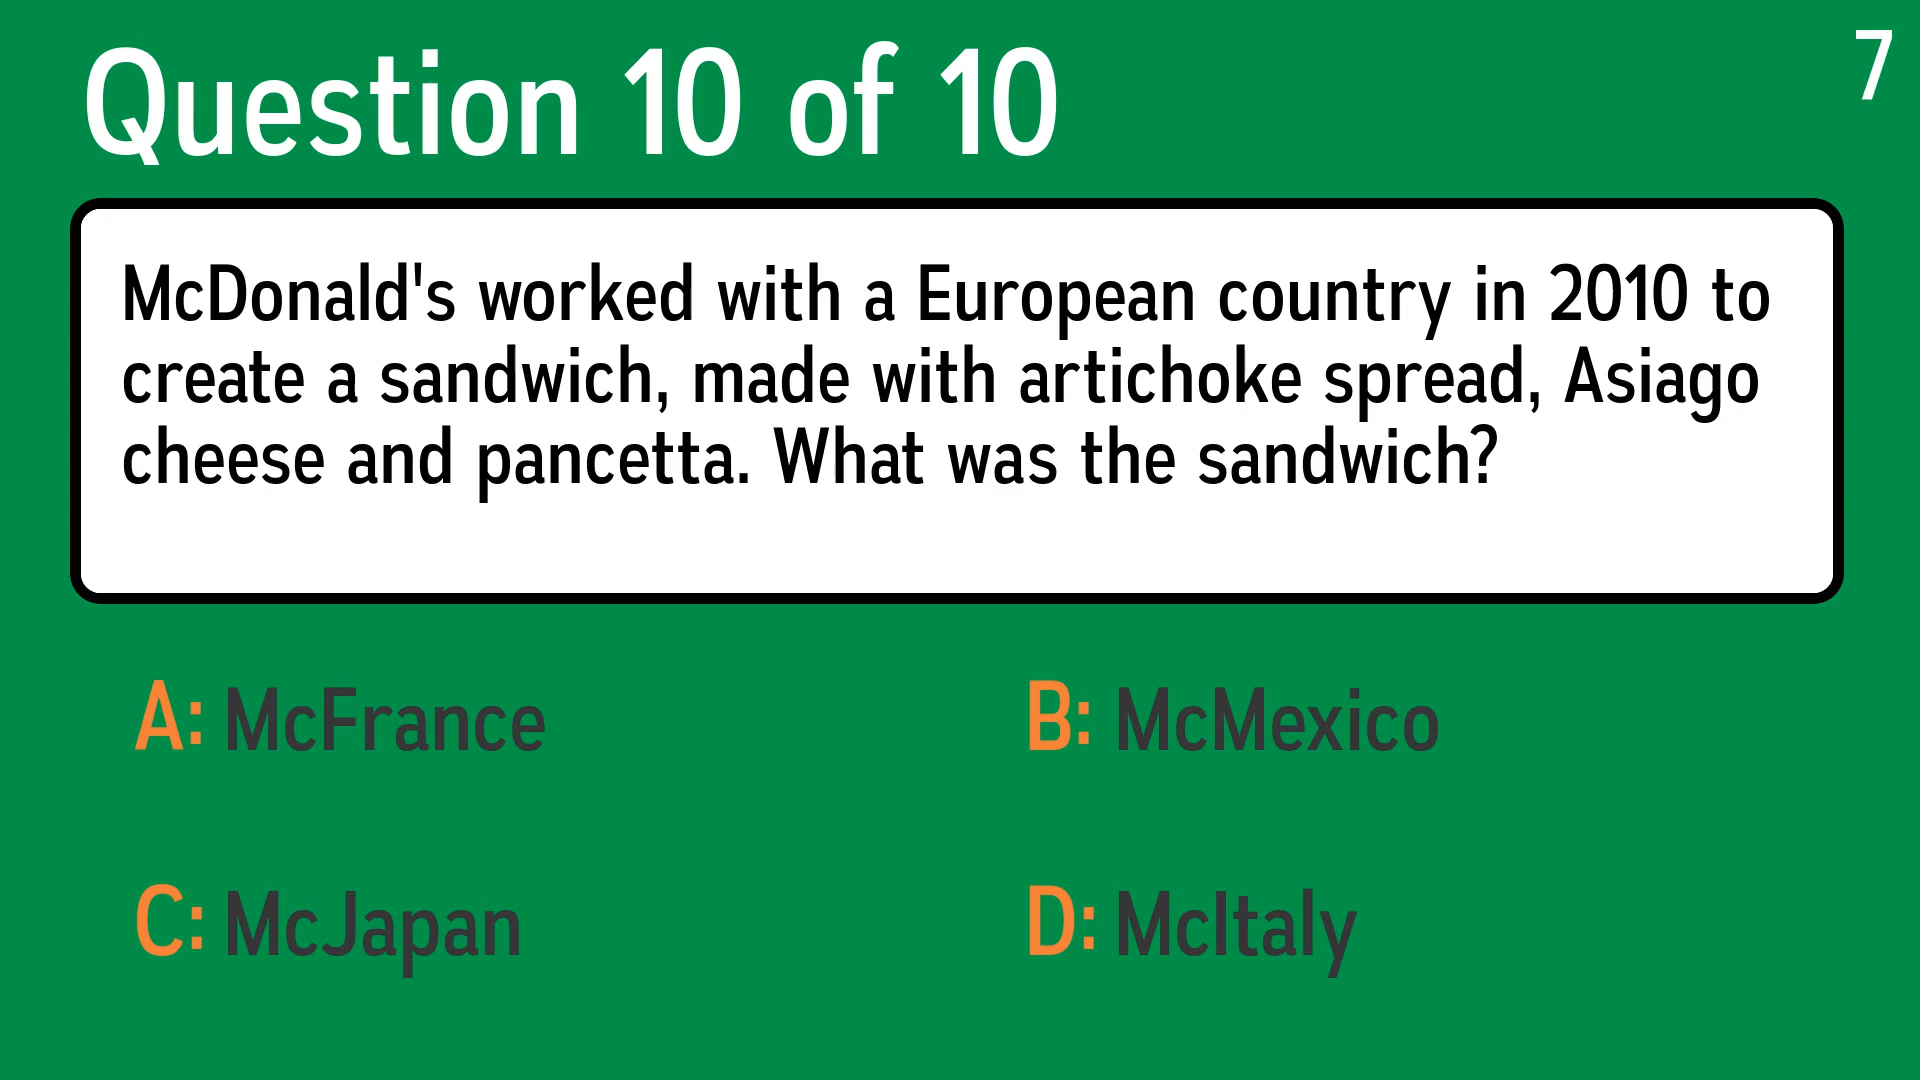 Question 10 of 10
7
McDonald's worked with a European country in 2010 to
create a sandwich, made with artichoke spread, Asiago
cheese and pancetta. What was the sandwich?
A: McFrance
B: McMexico
C: McJapan
D: McItaly